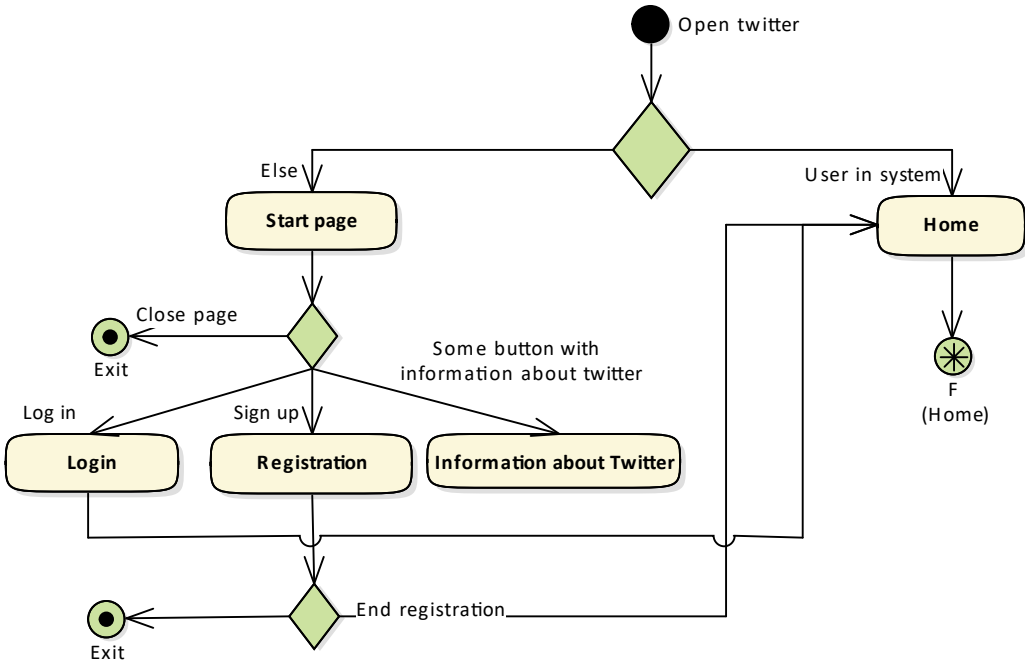 Open twitter
Else
User in system
Start page
Home
Close page
Exit
Some button with
information about twitter
F
(Home)
Log in
Sign up
Login
Registration
Information about Twitter
End registration
Exit